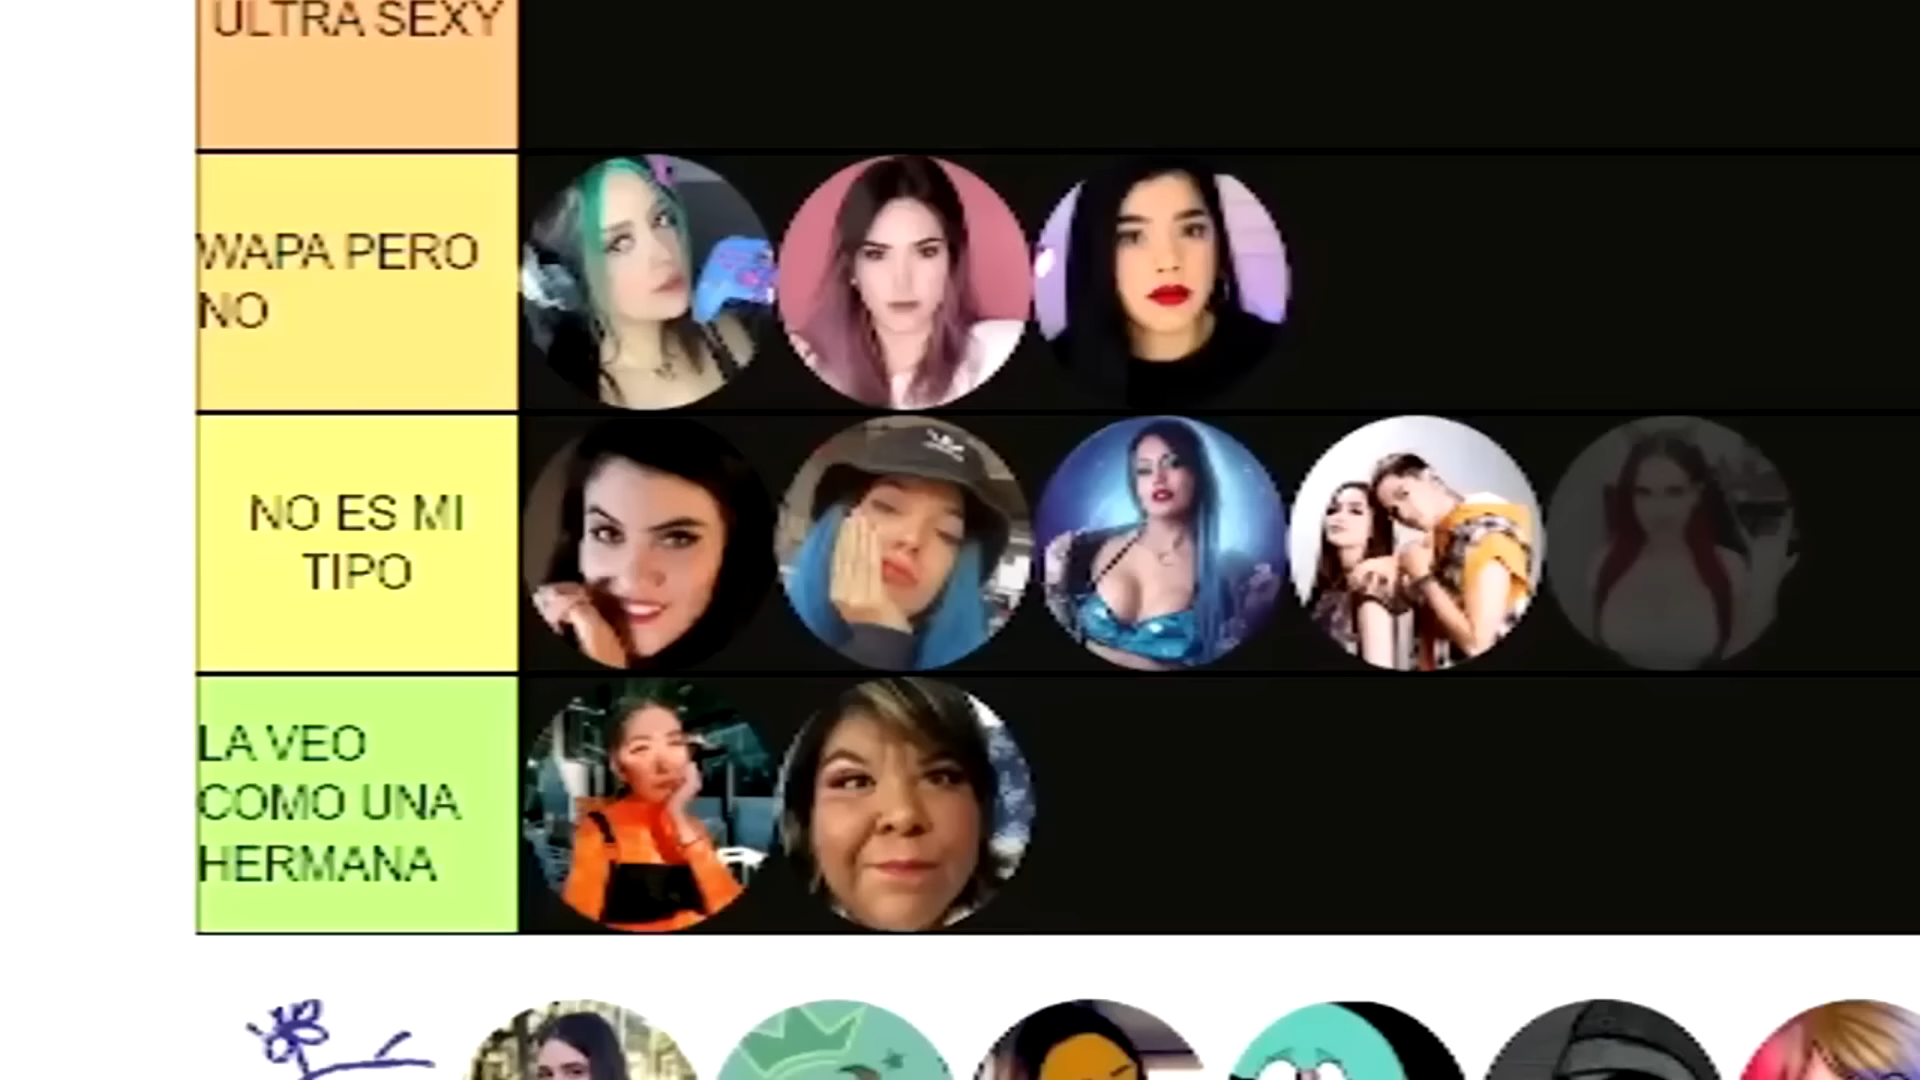 ULTRA SEXY
WAPA PERO
NO
NO ES MI
TIPO
LA VEO
COMO UNA
HERMANA